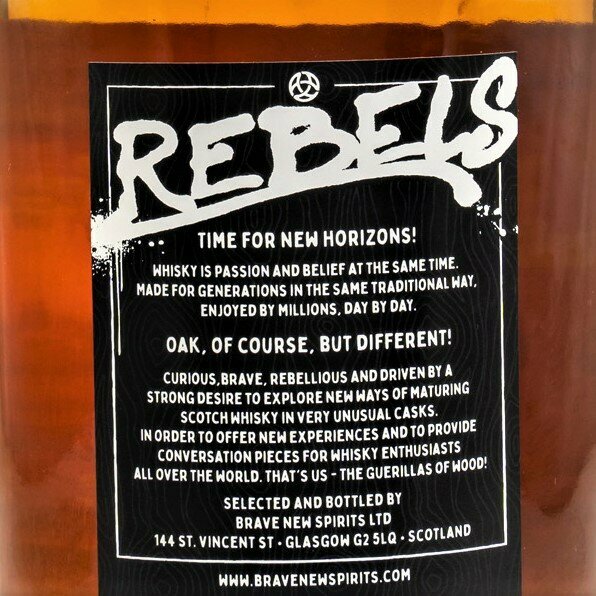 REBELS
TIME FOR NEW HORIZONS!
WHISKY IS PASSION AND BELIEF AT THE SAME TIME.
MADE FOR GENERATIONS IN THE SAME TRADITIONAL WAY,
ENJOYED BY MILLIONS, DAY BY DAY.
OAK, OF COURSE, BUT DIFFERENT!
CURIOUS,BRAVE, REBELLIOUS AND DRIVEN BY A
STRONG DESIRE TO EXPLORE NEW WAYS OF MATURING
SCOTCH WHISKY IN VERY UNUSUAL CASKS.
IN ORDER TO OFFER NEW EXPERIENCES AND TO PROVIDE
CONVERSATION PIECES FOR WHISKY ENTHUSIASTS
ALL OVER THE WORLD. THAT'S US - THE GUERILLAS OF WOOD!
SELECTED AND BOTTLED BY
BRAVE NEW SPIRITS LTD
144 ST. VINCENT ST • GLASGOW G2 5LQ • SCOTLAND
WWW.BRAVENEWSPIRITS.COM